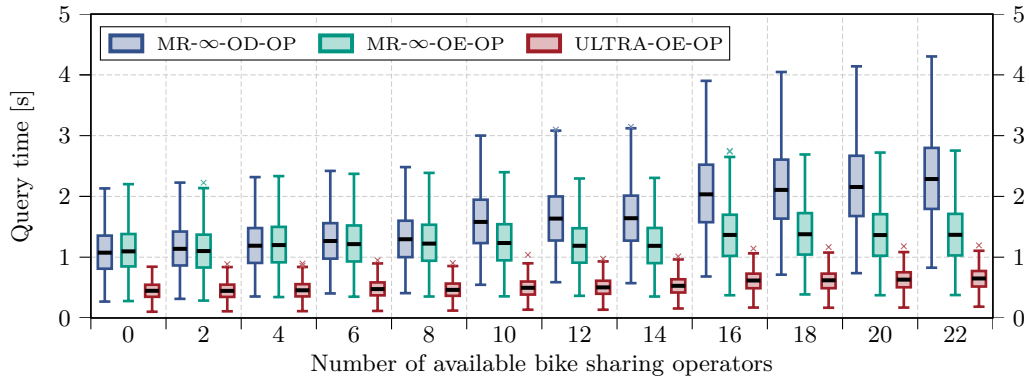 MR-∞-OD-OP MR-∞-OE-OP ULTRA-OE-OP
Query time [s]
5 5
4 4
3 3
2 2
1 1
0 0
0 2 4 6 8 10 12 14 16 18 20 22
Number of available bike sharing operators